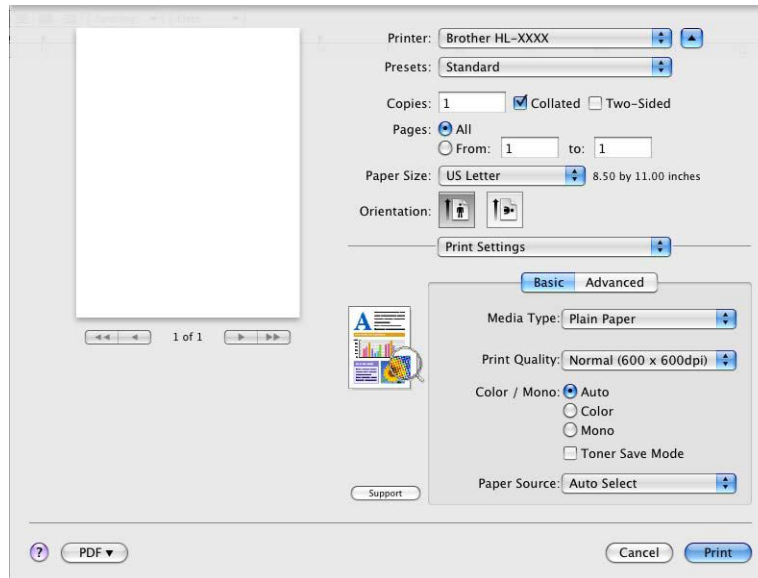 Printer: Brother HL-XXXX
Presets: Standard
Copies: 1 Collated Two-Sided
Pages: All
From: 1 to: 1
Paper Size: US Letter 8.50 by 11.00 inches
Orientation:
Print Settings
Basic Advanced
Media Type: Plain Paper
1 of 1
Print Quality: Normal (600 x 600dpi)
Color / Mono: Auto
Color
Mono
Toner Save Mode
Paper Source: Auto Select
Support
? PDF Cancel Print